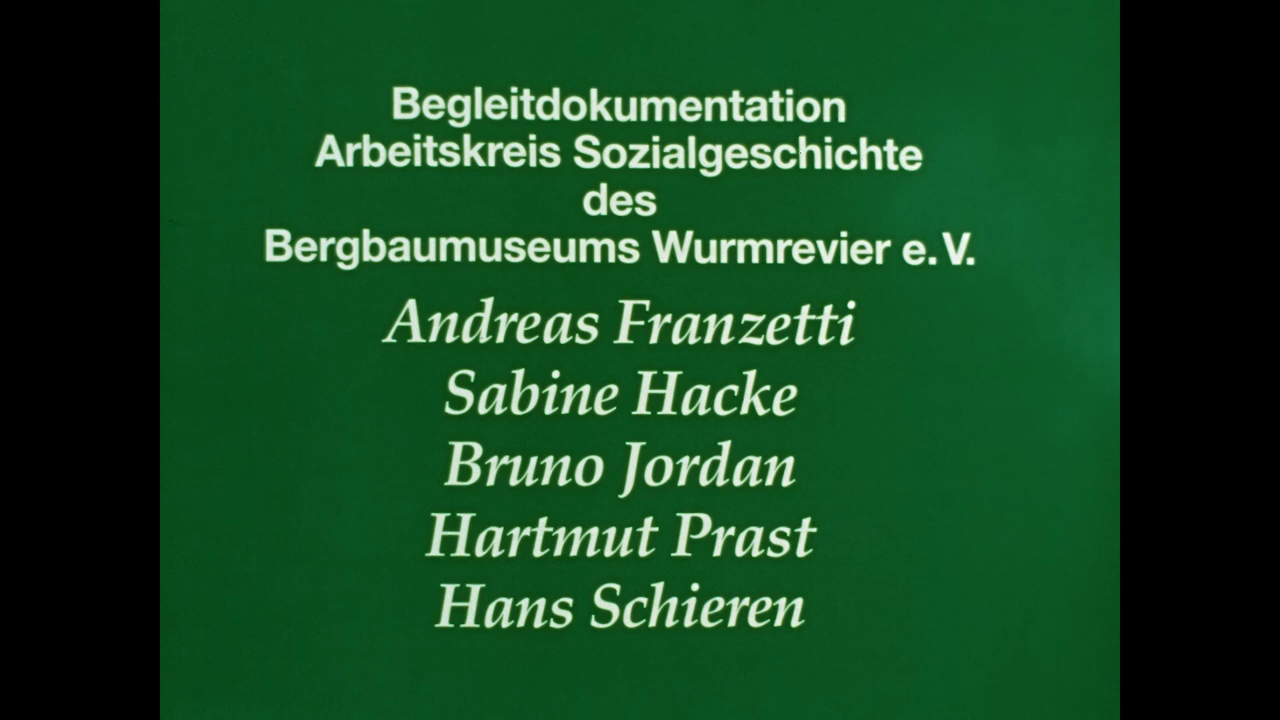 Begleitdokumentation
Arbeitskreis Sozialgeschichte
des
Bergbaumuseums Wurmrevier e.V.
Andreas Franzetti
Sabine Hacke
Bruno Jordan
Hartmut Prast
Hans Schieren